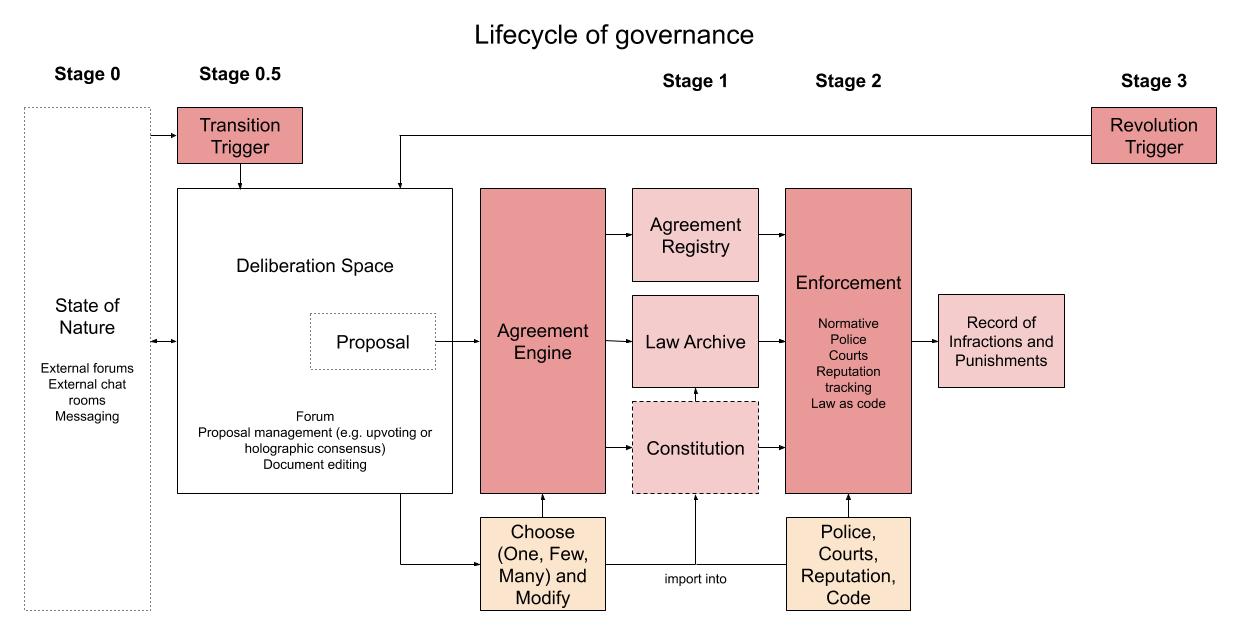 Lifecycle of governance
Stage 0
Stage 0.5
Stage 1
Stage 2
Stage 3
Transition
Trigger
Revolution
Trigger
State of
Nature
External forums
External chat
rooms
Messaging
Deliberation Space
Proposal
Forum
Proposal management (e.g. upvoting or
holographic consensus)
Document editing
Agreement
Engine
Agreement
Registry
Law Archive
Constitution
Enforcement
Normative
Police
Courts
Reputation
tracking
Law as code
Record of
Infractions and
Punishments
Choose
(One, Few,
Many) and
Modify
import into
Police,
Courts,
Reputation,
Code